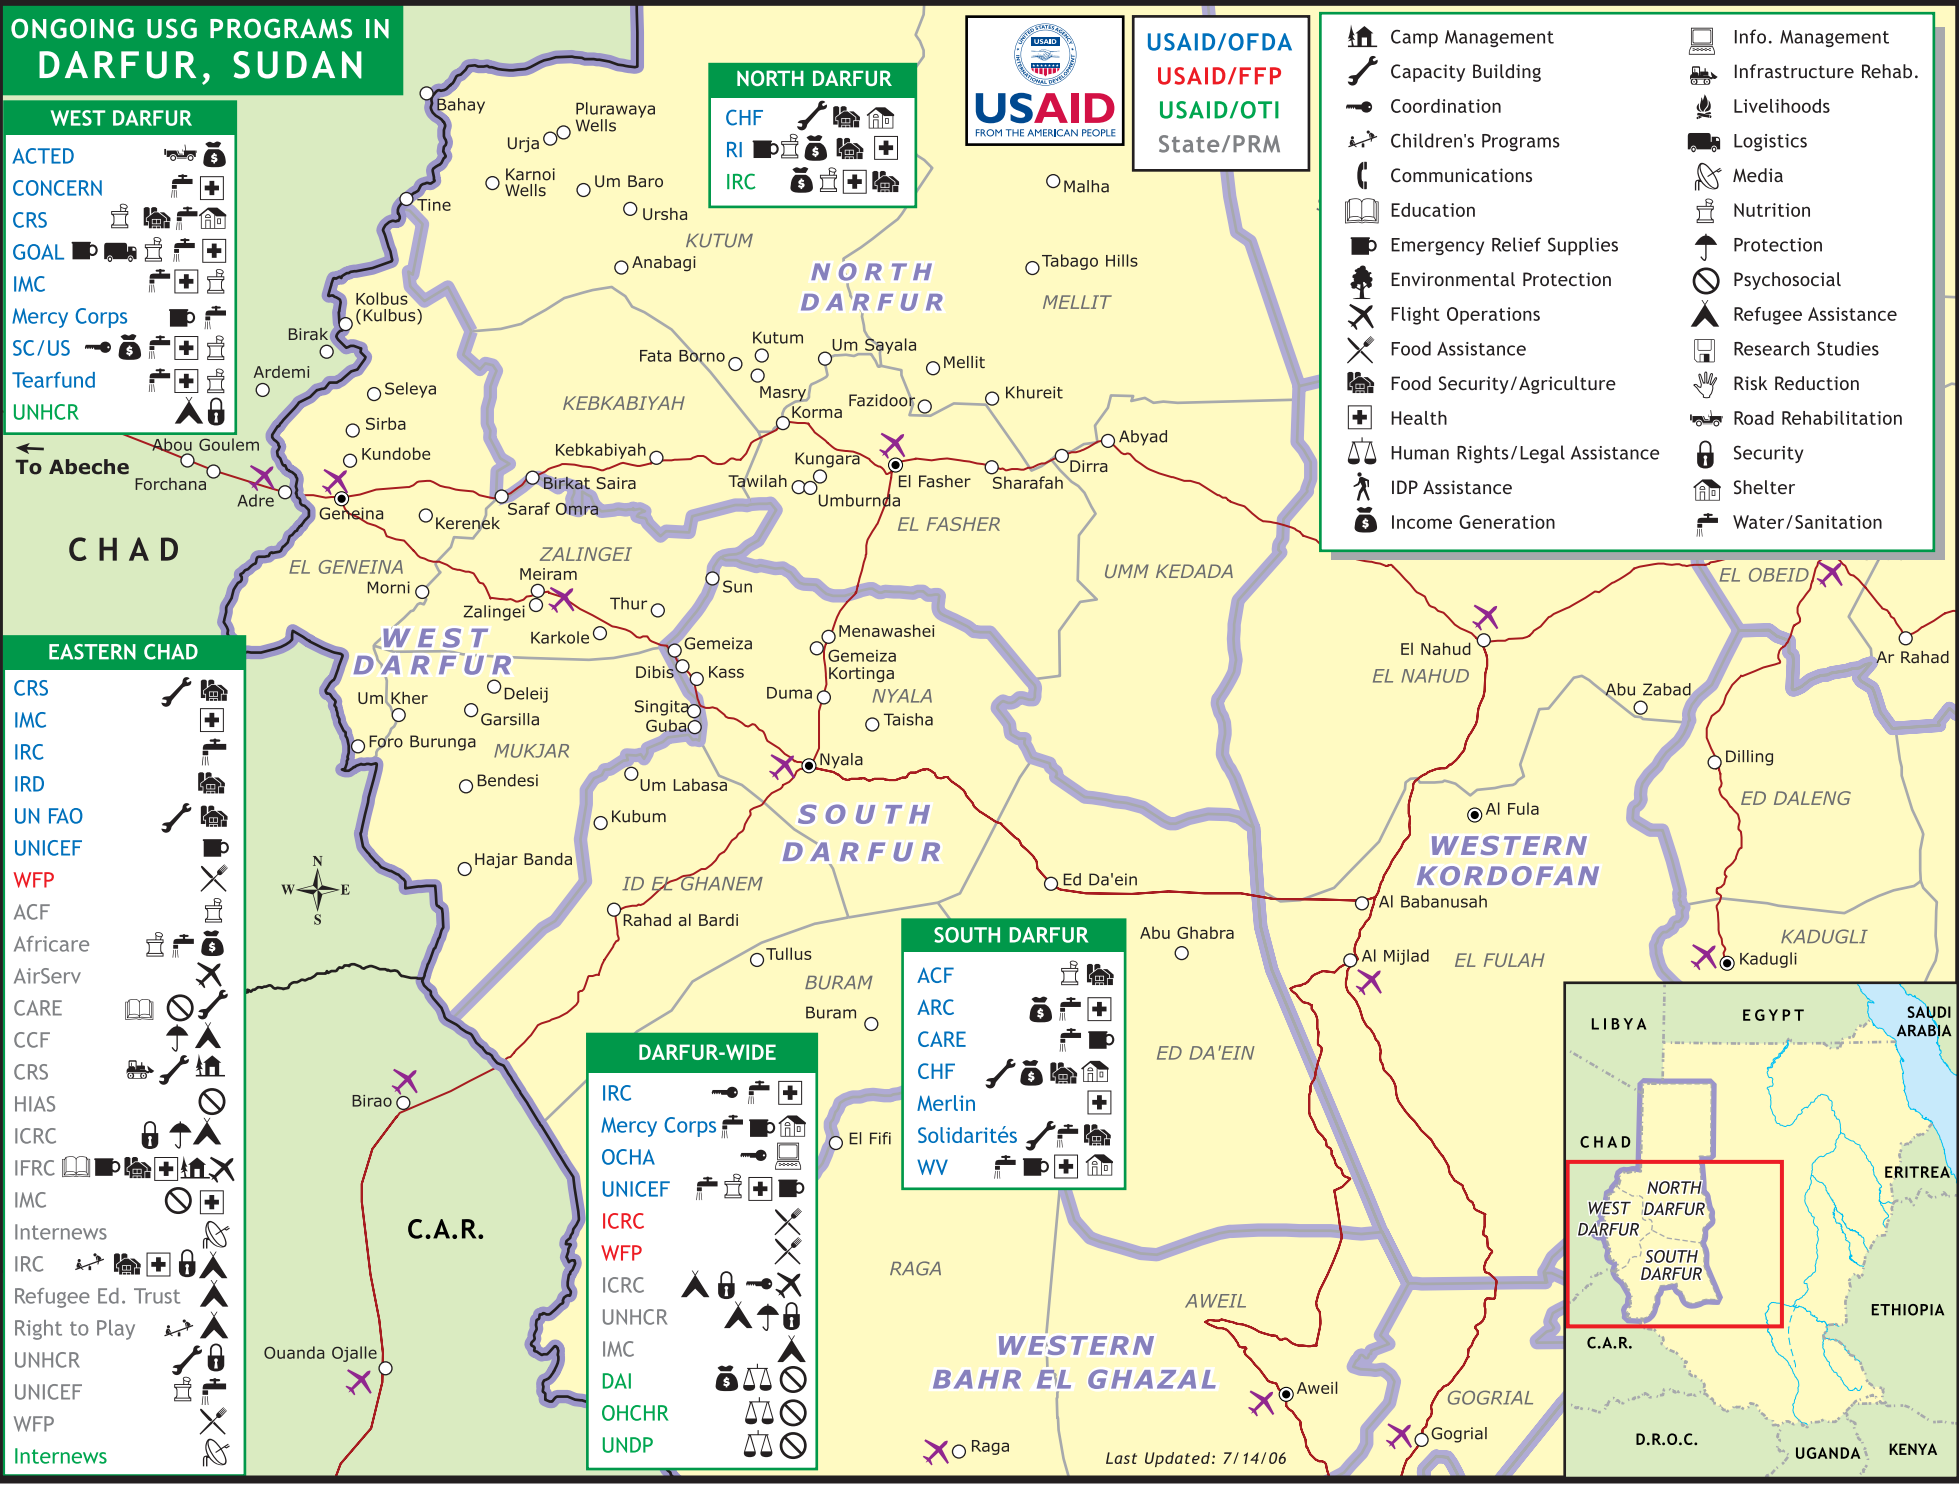 ONGOING USG PROGRAMS IN
DARFUR, SUDAN
WEST DARFUR
ACTED
CONCERN
CRS
GOAL
IMC
Mercy Corps
SC/US
Tearfund
UNHCR
NORTH DARFUR
CHF
RI
IRC
UNITED STATES AGENCY
INTERNATIONAL DEVELOPMENT
USAID
USAID
FROM THE AMERICAN PEOPLE
USAID/OFDA
USAID/FFP
USAID/OTI
State/PRM
Camp Management
Capacity Building
Coordination
Children's Programs
Communications
Education
Emergency Relief Supplies
Environmental Protection
Flight Operations
Food Assistance
Food Security/Agriculture
Health
Human Rights/Legal Assistance
IDP Assistance
Income Generation
Info. Management
Infrastructure Rehab.
Livelihoods
Logistics
Media
Nutrition
Protection
Psychosocial
Refugee Assistance
Research Studies
Risk Reduction
Road Rehabilitation
Security
Shelter
Water/Sanitation
Bahay
Plurawaya
Wells
Urja
Karnoi
Wells
Um Baro
Ursha
Tine
KUTUM
Anabagi
NORTH
DARFUR
Malha
Tabago Hills
MELLIT
Kolbus
(Kulbus)
Birak
Ardemi
Seleya
Sirba
Kundobe
Kutum
Fata Borno
Um Sayala
Mellit
Masry
Khureit
Fazidoor
KEBKABIYAH
Korma
Abyad
Kebkabiyah
Kungara
Dirra
Abou Goulem
To Abeche
Forchana
Adre
Geneina
Birkat Saira
Tawilah
Umburnda
El Fasher
Sharafah
Saraf Omra
Kerenek
EL FASHER
CHAD
EL GENEINA
ZALINGEI
Meiram
Morni
Zalingei
Thur
Sun
UMM KEDADA
EL OBEID
Karkole
WEST
DARFUR
Gemeiza
Menawashei
Gemeiza
Kortinga
Dibis
Kass
Duma
NYALA
Taisha
El Nahud
EL NAHUD
Ar Rahad
Abu Zabad
Um Kher
Deleij
Garsilla
Singita
Guba
Foro Burunga
MUKJAR
Nyala
Dilling
Bendesi
Um Labasa
Kubum
SOUTH
DARFUR
Al Fula
ED DALENG
WESTERN
KORDOFAN
Hajar Banda
ID EL GHANEM
Ed Da'ein
Al Babanusah
Rahad al Bardi
Tullus
BURAM
Buram
Abu Ghabra
Al Mijlad
EL FULAH
KADUGLI
Kadugli
ED DA'EIN
N
W
E
S
EASTERN CHAD
CRS
IMC
IRC
IRD
UN FAO
UNICEF
WFP
ACF
Africare
AirServ
CARE
CCF
CRS
HIAS
ICRC
IFRC
IMC
Internews
IRC
Refugee Ed. Trust
Right to Play
UNHCR
UNICEF
WFP
Internews
Birao
C.A.R.
Ouanda Ojalle
DARFUR-WIDE
IRC
Mercy Corps
OCHA
UNICEF
ICRC
WFP
ICRC
UNHCR
IMC
DAI
OHCHR
UNDP
El Fifi
SOUTH DARFUR
ACF
ARC
CARE
CHF
Merlin
Solidarités
WV
RAGA
AWEIL
WESTERN
BAHR EL GHAZAL
Aweil
GOGRIAL
Gogrial
Raga
Last Updated: 7/14/06
LIBYA
EGYPT
SAUDI
ARABIA
CHAD
ERITREA
NORTH
DARFUR
WEST
DARFUR
SOUTH
DARFUR
ETHIOPIA
C.A.R.
D.R.O.C.
UGANDA
KENYA